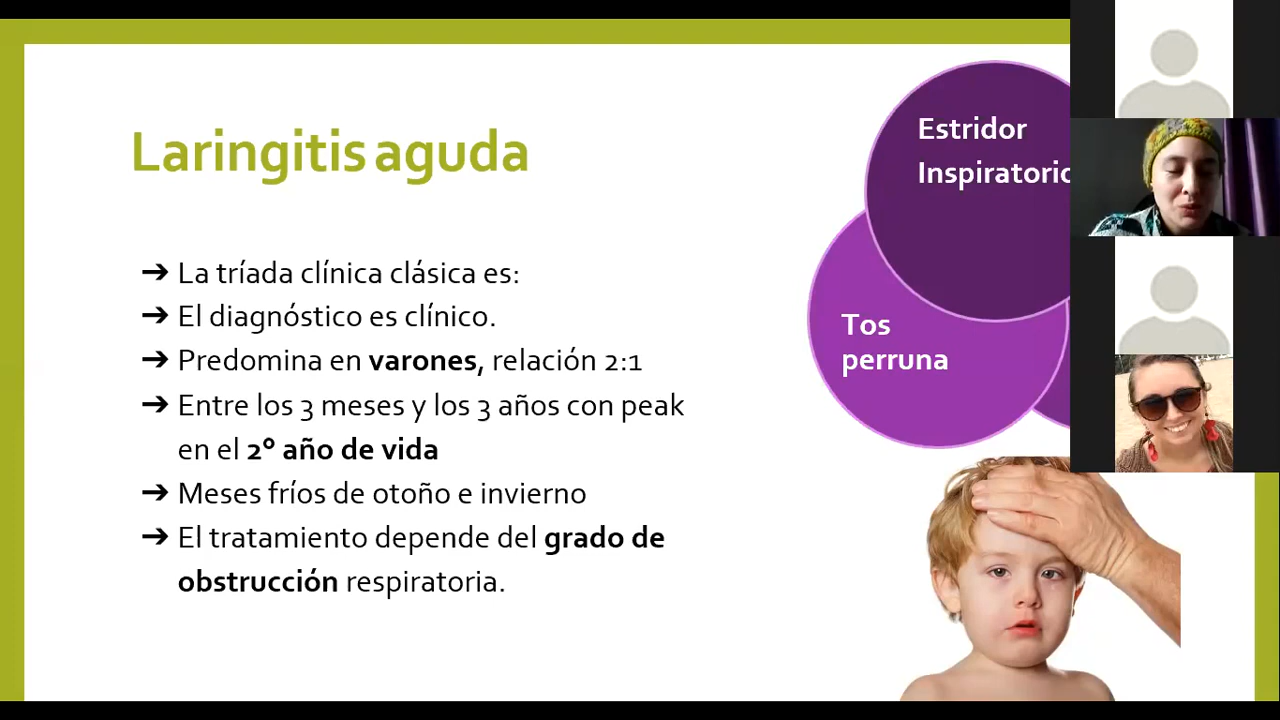 Laringitis aguda
➔ La tríada clínica clásica es:
➔ El diagnóstico es clínico.
➔ Predomina en varones, relación 2:1
➔ Entre los 3 meses y los 3 años con peak
en el 2º año de vida
➔ Meses fríos de otoño e invierno
➔ El tratamiento depende del grado de
obstrucción respiratoria.
Estridor
Inspiratorio
Tos
perruna